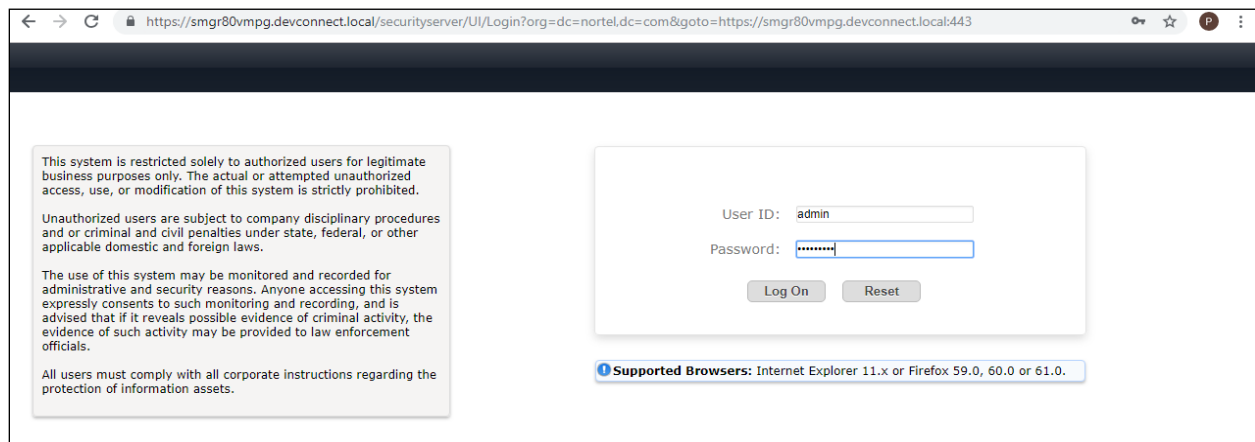 https://smgr80vmpg.devconnect.local/securityserver/UI/Login?org=dc=nortel,dc=com&goto=https://smgr80vmpg.devconnect.local:443
P
This system is restricted solely to authorized users for legitimate
business purposes only. The actual or attempted unauthorized
access, use, or modification of this system is strictly prohibited.
Unauthorized users are subject to company disciplinary procedures
and or criminal and civil penalties under state, federal, or other
applicable domestic and foreign laws.
The use of this system may be monitored and recorded for
administrative and security reasons. Anyone accessing this system
expressly consents to such monitoring and recording, and is
advised that if it reveals possible evidence of criminal activity, the
evidence of such activity may be provided to law enforcement
officials.
All users must comply with all corporate instructions regarding the
protection of information assets.
User ID: admin
Password: •••••••••
Log On Reset
Supported Browsers: Internet Explorer 11.x or Firefox 59.0, 60.0 or 61.0.